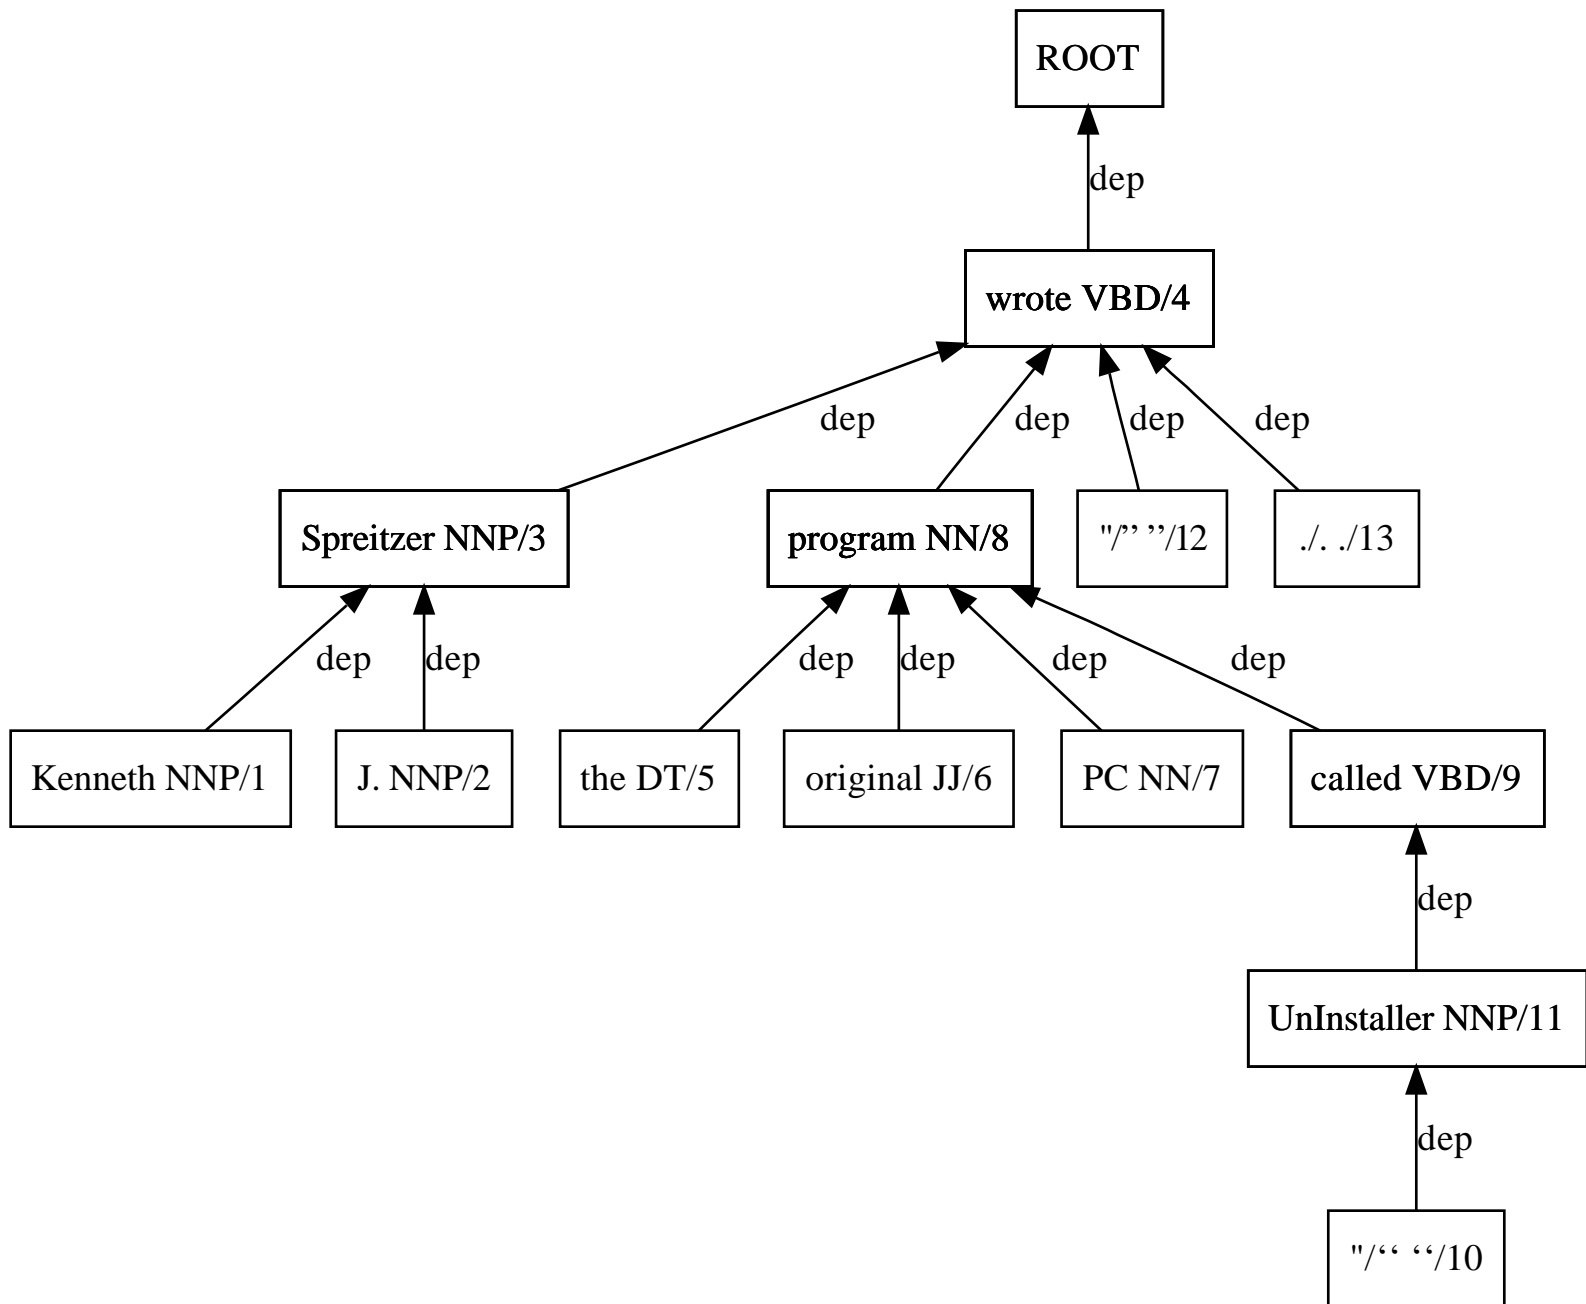 ROOT
dep
wrote VBD/4
dep dep dep dep
Spreitzer NNP/3 program NN/8 "/” ”/12 ./. ./13
dep dep dep dep dep dep
Kenneth NNP/1 J. NNP/2 the DT/5 original JJ/6 PC NN/7 called VBD/9
dep
UnInstaller NNP/11
dep
"/“ “/10